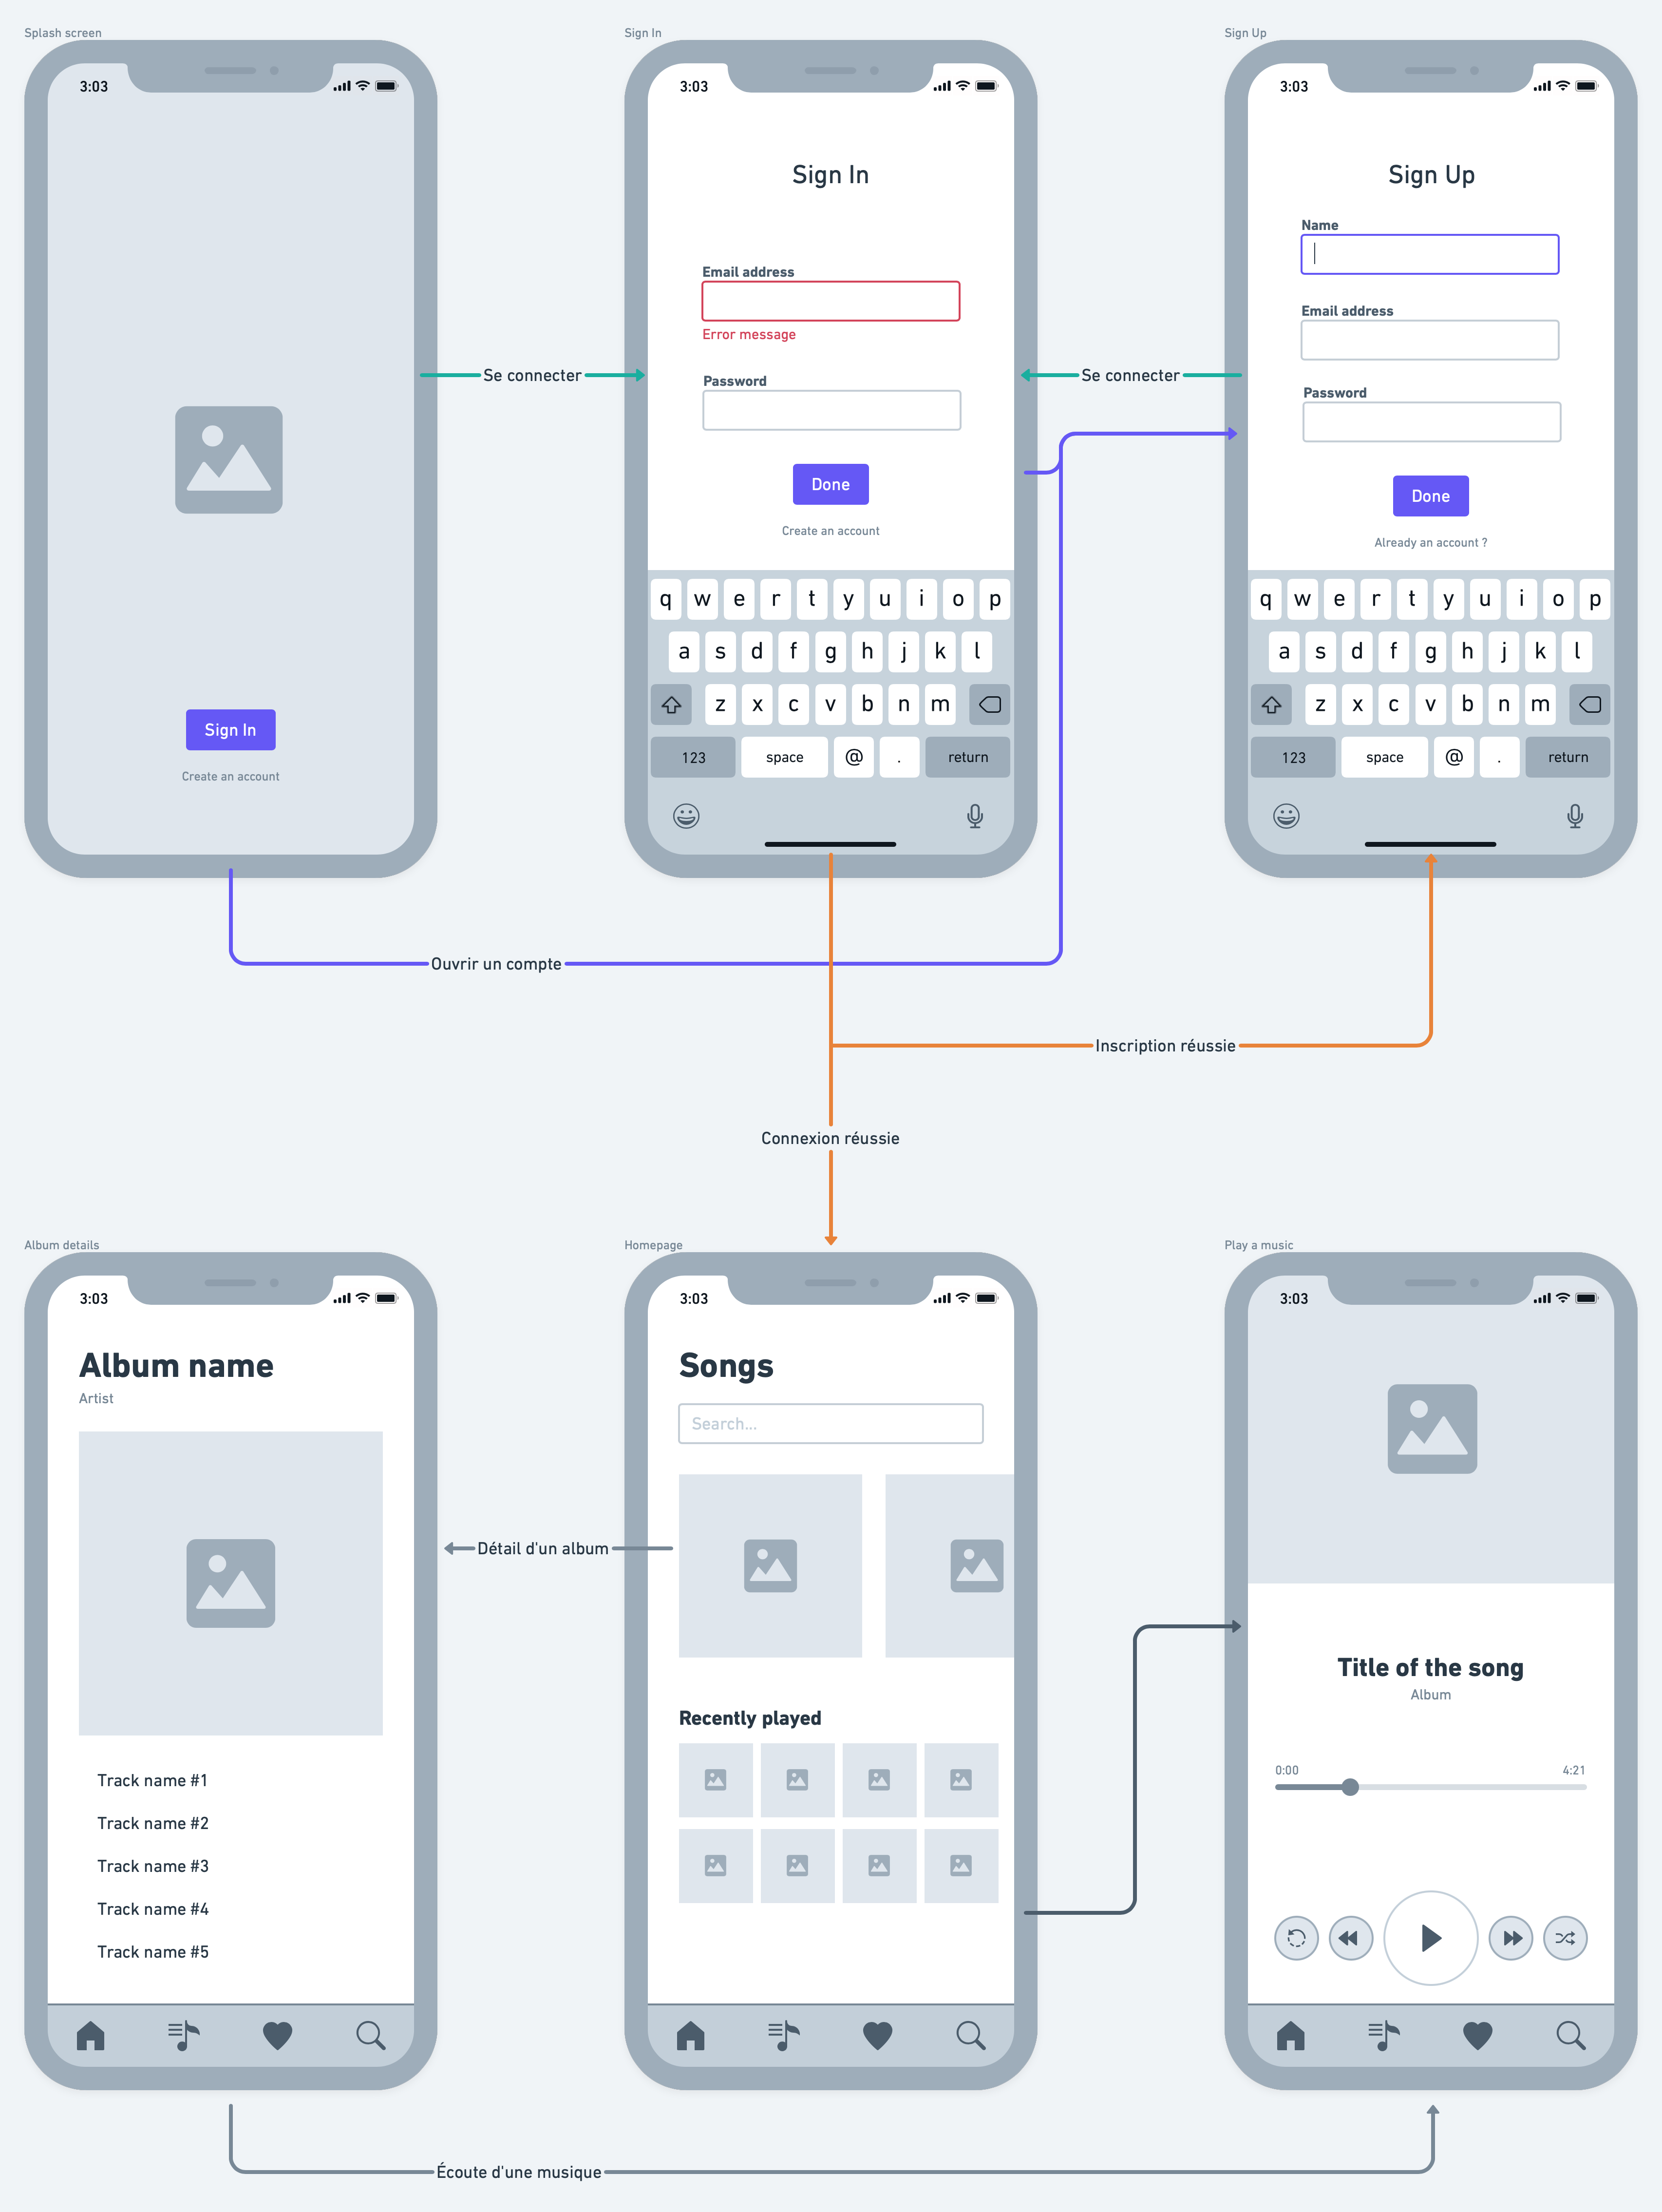 Splash screen
3:03
Sign In
Create an account
Se connecter
Sign In
3:03
Sign In
Email address
Error message
Password
Done
Create an account
q w e r t y u i o p
a s d f g h j k l
z x c v b n m
123 space @ . return
Se connecter
Sign Up
3:03
Sign Up
Name
Email address
Password
Done
Already an account ?
q w e r t y u i o p
a s d f g h j k l
z x c v b n m
123 space @ . return
Ouvrir un compte
Inscription réussie
Connexion réussie
Album details
3:03
Album name
Artist
Track name #1
Track name #2
Track name #3
Track name #4
Track name #5
Détail d'un album
Homepage
3:03
Songs
Search...
Recently played
Play a music
3:03
Title of the song
Album
0:00 4:21
Écoute d'une musique